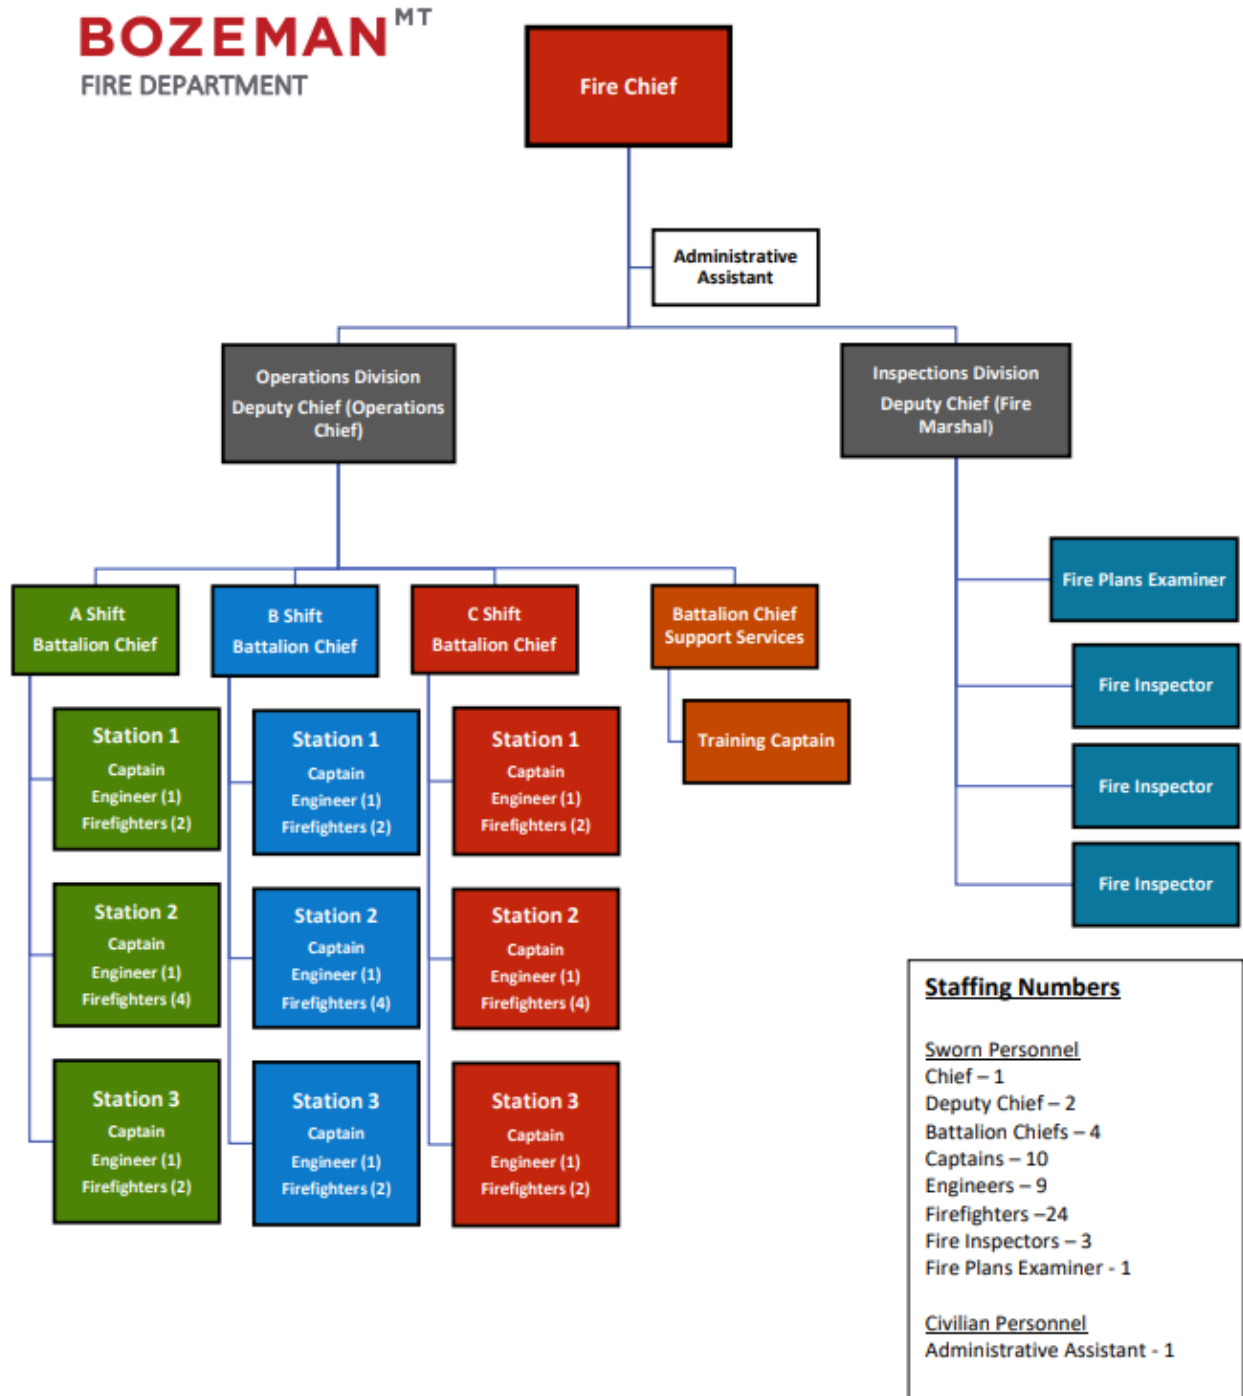 BOZEMAN MT
FIRE DEPARTMENT
Fire Chief
Administrative
Assistant
Operations Division
Deputy Chief (Operations
Chief)
Inspections Division
Deputy Chief (Fire
Marshal)
A Shift
Battalion Chief
B Shift
Battalion Chief
C Shift
Battalion Chief
Battalion Chief
Support Services
Training Captain
Fire Plans Examiner
Fire Inspector
Fire Inspector
Fire Inspector
Station 1
Captain
Engineer (1)
Firefighters (2)
Station 2
Captain
Engineer (1)
Firefighters (4)
Station 3
Captain
Engineer (1)
Firefighters (2)
Station 1
Captain
Engineer (1)
Firefighters (2)
Station 2
Captain
Engineer (1)
Firefighters (4)
Station 3
Captain
Engineer (1)
Firefighters (2)
Station 1
Captain
Engineer (1)
Firefighters (2)
Station 2
Captain
Engineer (1)
Firefighters (4)
Station 3
Captain
Engineer (1)
Firefighters (2)
Staffing Numbers
Sworn Personnel
Chief – 1
Deputy Chief – 2
Battalion Chiefs – 4
Captains – 10
Engineers – 9
Firefighters –24
Fire Inspectors – 3
Fire Plans Examiner - 1
Civilian Personnel
Administrative Assistant - 1